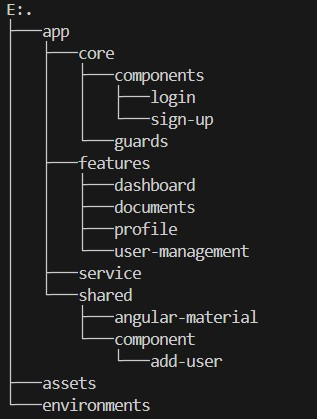 E:.
├───app
│   ├───core
│   │   ├───components
│   │   │   ├───login
│   │   │   └───sign-up
│   │   └───guards
│   ├───features
│   │   ├───dashboard
│   │   ├───documents
│   │   ├───profile
│   │   └───user-management
│   ├───service
│   └───shared
│       ├───angular-material
│       └───component
│           └───add-user
├───assets
└───environments